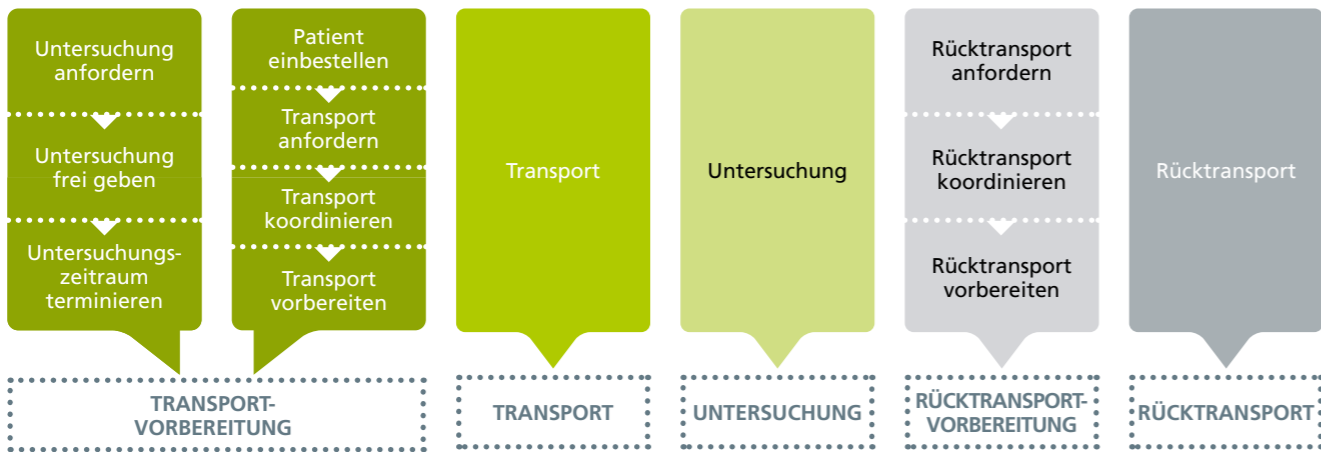 Untersuchung
anfordern
Untersuchung
frei geben
Untersuchungs-
zeitraum
terminieren
Patient
einbestellen
Transport
anfordern
Transport
koordinieren
Transport
vorbereiten
Transport
Untersuchung
Rücktransport
anfordern
Rücktransport
koordinieren
Rücktransport
vorbereiten
Rücktransport
TRANSPORT-
VORBEREITUNG
TRANSPORT
UNTERSUCHUNG
RÜCKTRANSPORT-
VORBEREITUNG
RÜCKTRANSPORT